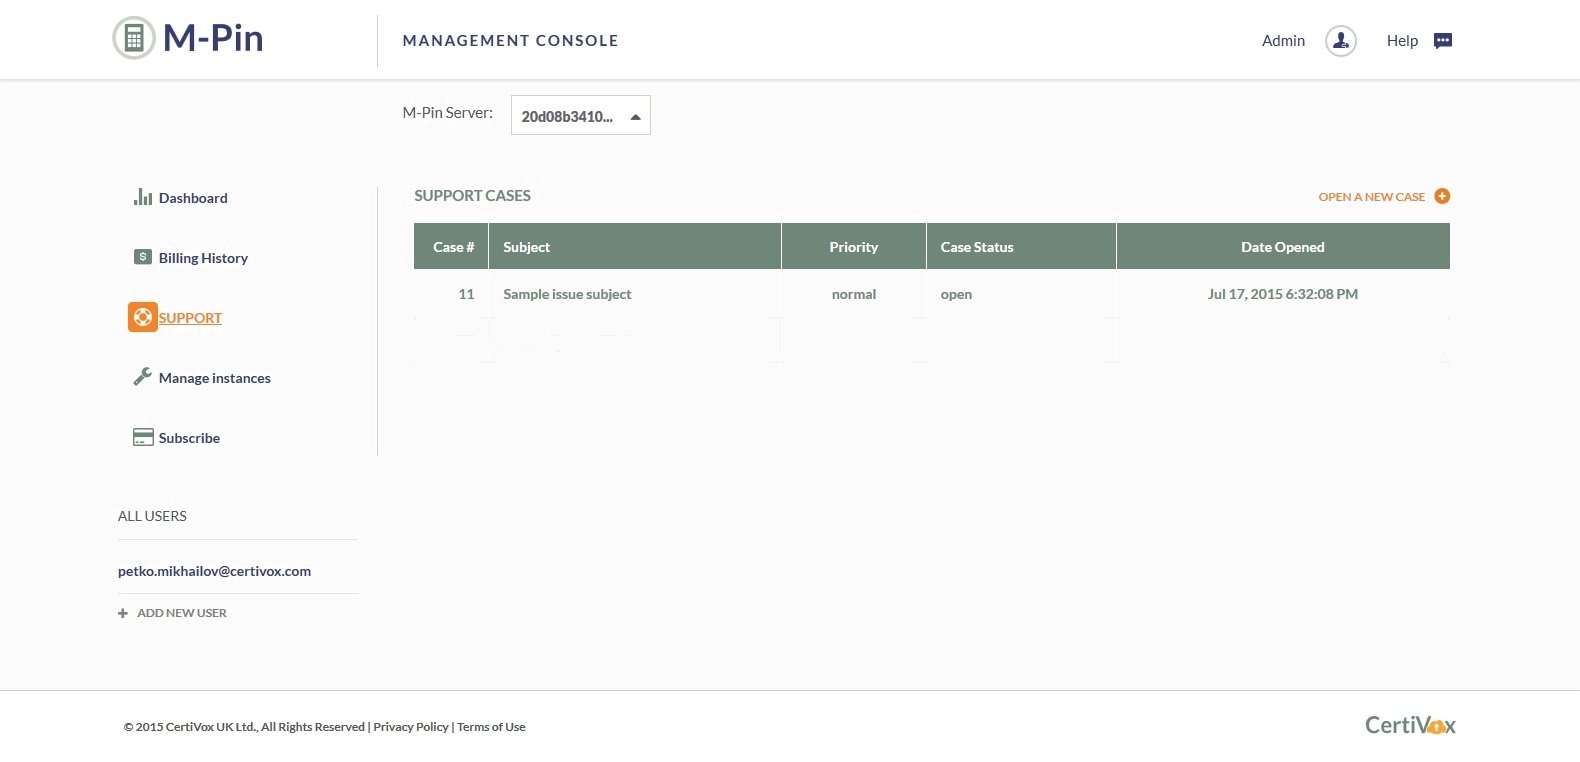 M-Pin
MANAGEMENT CONSOLE
Admin
Help
M-Pin Server:
20d08b3410...
Dashboard
Billing History
SUPPORT
Manage instances
Subscribe
ALL USERS
petko.mikhailov@certivox.com
ADD NEW USER
SUPPORT CASES
OPEN A NEW CASE
Case # Subject Priority Case Status Date Opened
11 Sample issue subject normal open Jul 17, 2015 6:32:08 PM
© 2015 CertiVox UK Ltd., All Rights Reserved | Privacy Policy | Terms of Use
CertiVox